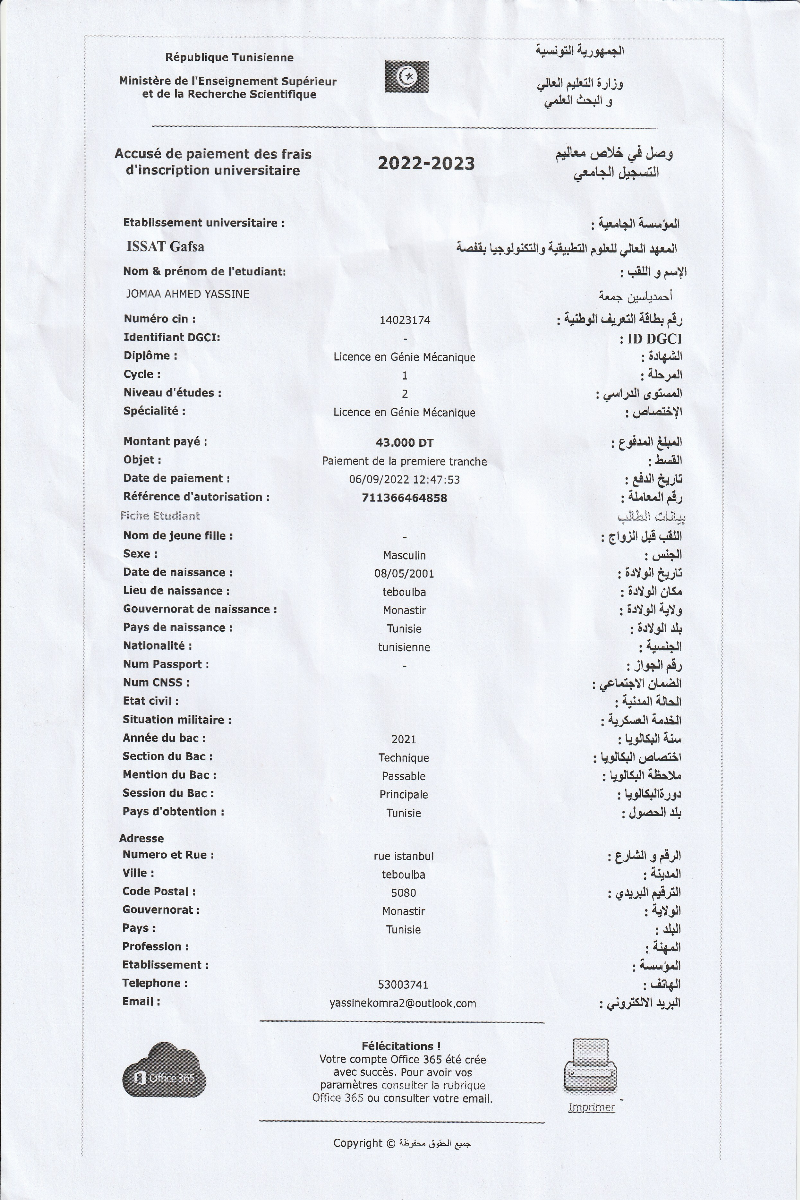 République Tunisienne
الجمهورية التونسية
Ministère de l'Enseignement Supérieur
et de la Recherche Scientifique
وزارة التعليم العالي
و البحث العلمي
Accusé de paiement des frais
d'inscription universitaire
2022-2023
وصل في خلاص معاليم
التسجيل الجامعي
Etablissement universitaire : المؤسسة الجامعية :
ISSAT Gafsa المعهد العالي للعلوم التطبيقية والتكنولوجيا بقفصة
Nom & prénom de l'etudiant: الإسم و اللقب :
JOMAA AHMED YASSINE أحمدياسين جمعة
Numéro cin : 14023174 رقم بطاقة التعريف الوطنية :
Identifiant DGCI: - ID DGCI :
Diplôme : Licence en Génie Mécanique الشهادة :
Cycle : 1 المرحلة :
Niveau d'études : 2 المستوى الدراسي :
Spécialité : Licence en Génie Mécanique الإختصاص :
Montant payé : 43.000 DT المبلغ المدفوع :
Objet : Paiement de la premiere tranche القسط :
Date de paiement : 06/09/2022 12:47:53 تاريخ الدفع :
Référence d'autorisation : 711366464858 رقم المعاملة :
Fiche Etudiant بيانات الطالب
Nom de jeune fille : - اللقب قبل الزواج :
Sexe : Masculin الجنس :
Date de naissance : 08/05/2001 تاريخ الولادة :
Lieu de naissance : teboulba مكان الولادة :
Gouvernorat de naissance : Monastir ولاية الولادة :
Pays de naissance : Tunisie بلد الولادة :
Nationalité : tunisienne الجنسية :
Num Passport : - رقم الجواز :
Num CNSS : الضمان الاجتماعي :
Etat civil : الحالة المدنية :
Situation militaire : الخدمة العسكرية :
Année du bac : 2021 سنة البكالويا :
Section du Bac : Technique اختصاص البكالويا :
Mention du Bac : Passable ملاحظة البكالويا :
Session du Bac : Principale دورةالبكالويا :
Pays d'obtention : Tunisie بلد الحصول :
Adresse
Numero et Rue : rue istanbul الرقم و الشارع :
Ville : teboulba المدينة :
Code Postal : 5080 الترقيم البريدي :
Gouvernorat : Monastir الولاية :
Pays : Tunisie البلد :
Profession : المهنة :
Etablissement : المؤسسة :
Telephone : 53003741 الهاتف :
Email : yassinekomra2@outlook.com البريد الالكتروني :
Office 365
Félécitations !
Votre compte Office 365 été crée
avec succès. Pour avoir vos
paramètres consulter la rubrique
Office 365 ou consulter votre email.
Imprimer
Copyright © جميع الحقوق محفوظة